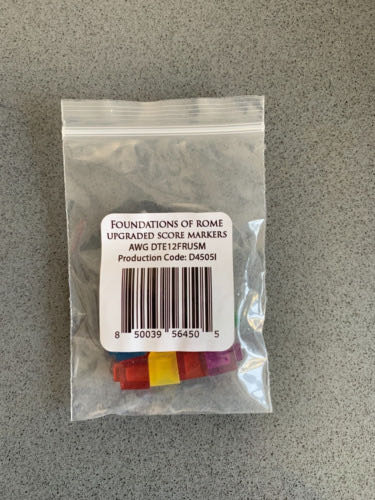 FOUNDATIONS OF ROME
UPGRADED SCORE MARKERS
AWG DTE12FRUSM
Production Code: D4505I
8 50039 56450 5